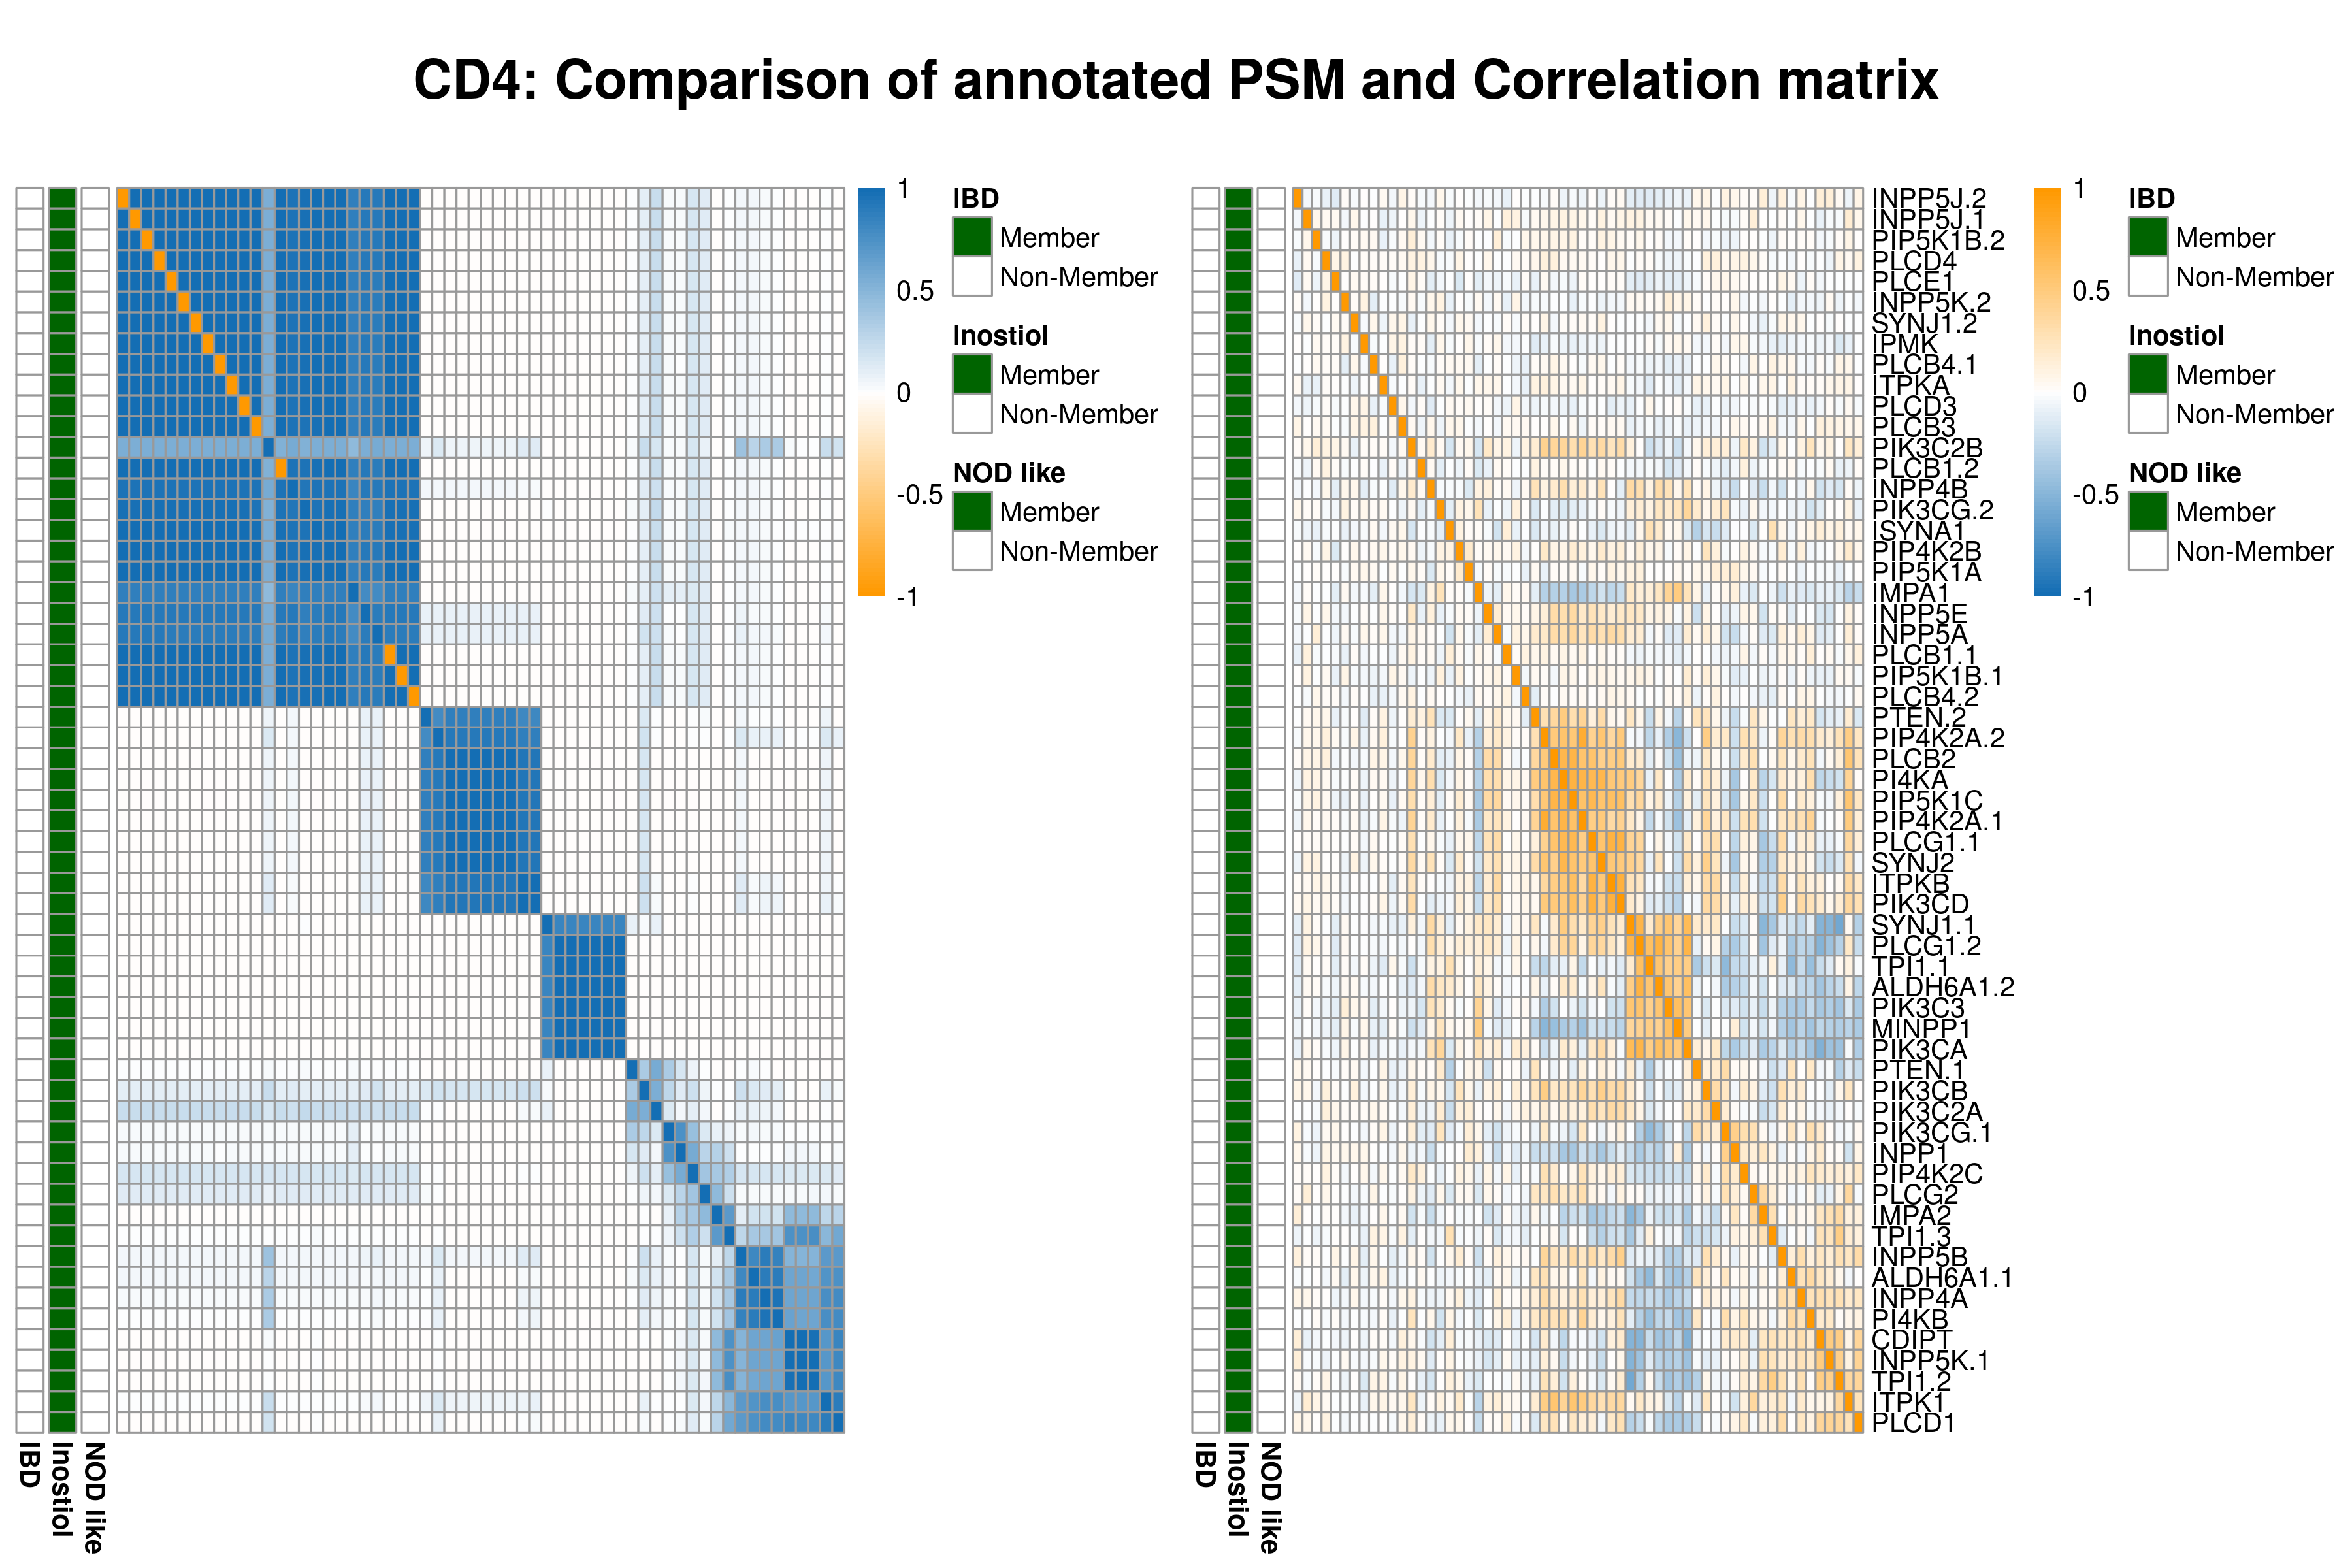 CD4: Comparison of annotated PSM and Correlation matrix
1
0.5
0
-0.5
-1
IBD
Member
Non-Member
Inostiol
Member
Non-Member
NOD like
Member
Non-Member
IBD
Inostiol
NOD like
INPP5J.2
INPP5J.1
PIP5K1B.2
PLCD4
PLCE1
INPP5K.2
SYNJ1.2
IPMK
PLCB4.1
ITPKA
PLCD3
PLCB3
PIK3C2B
PLCB1.2
INPP4B
PIK3CG.2
ISYNA1
PIP4K2B
PIP5K1A
IMPA1
INPP5E
INPP5A
PLCB1.1
PIP5K1B.1
PLCB4.2
PTEN.2
PIP4K2A.2
PLCB2
PI4KA
PIP5K1C
PIP4K2A.1
PLCG1.1
SYNJ2
ITPKB
PIK3CD
SYNJ1.1
PLCG1.2
TPI1.1
ALDH6A1.2
PIK3C3
MINPP1
PIK3CA
PTEN.1
PIK3CB
PIK3C2A
PIK3CG.1
INPP1
PIP4K2C
PLCG2
IMPA2
TPI1.3
INPP5B
ALDH6A1.1
INPP4A
PI4KB
CDIPT
INPP5K.1
TPI1.2
ITPK1
PLCD1
1
0.5
0
-0.5
-1
IBD
Member
Non-Member
Inostiol
Member
Non-Member
NOD like
Member
Non-Member
IBD
Inostiol
NOD like